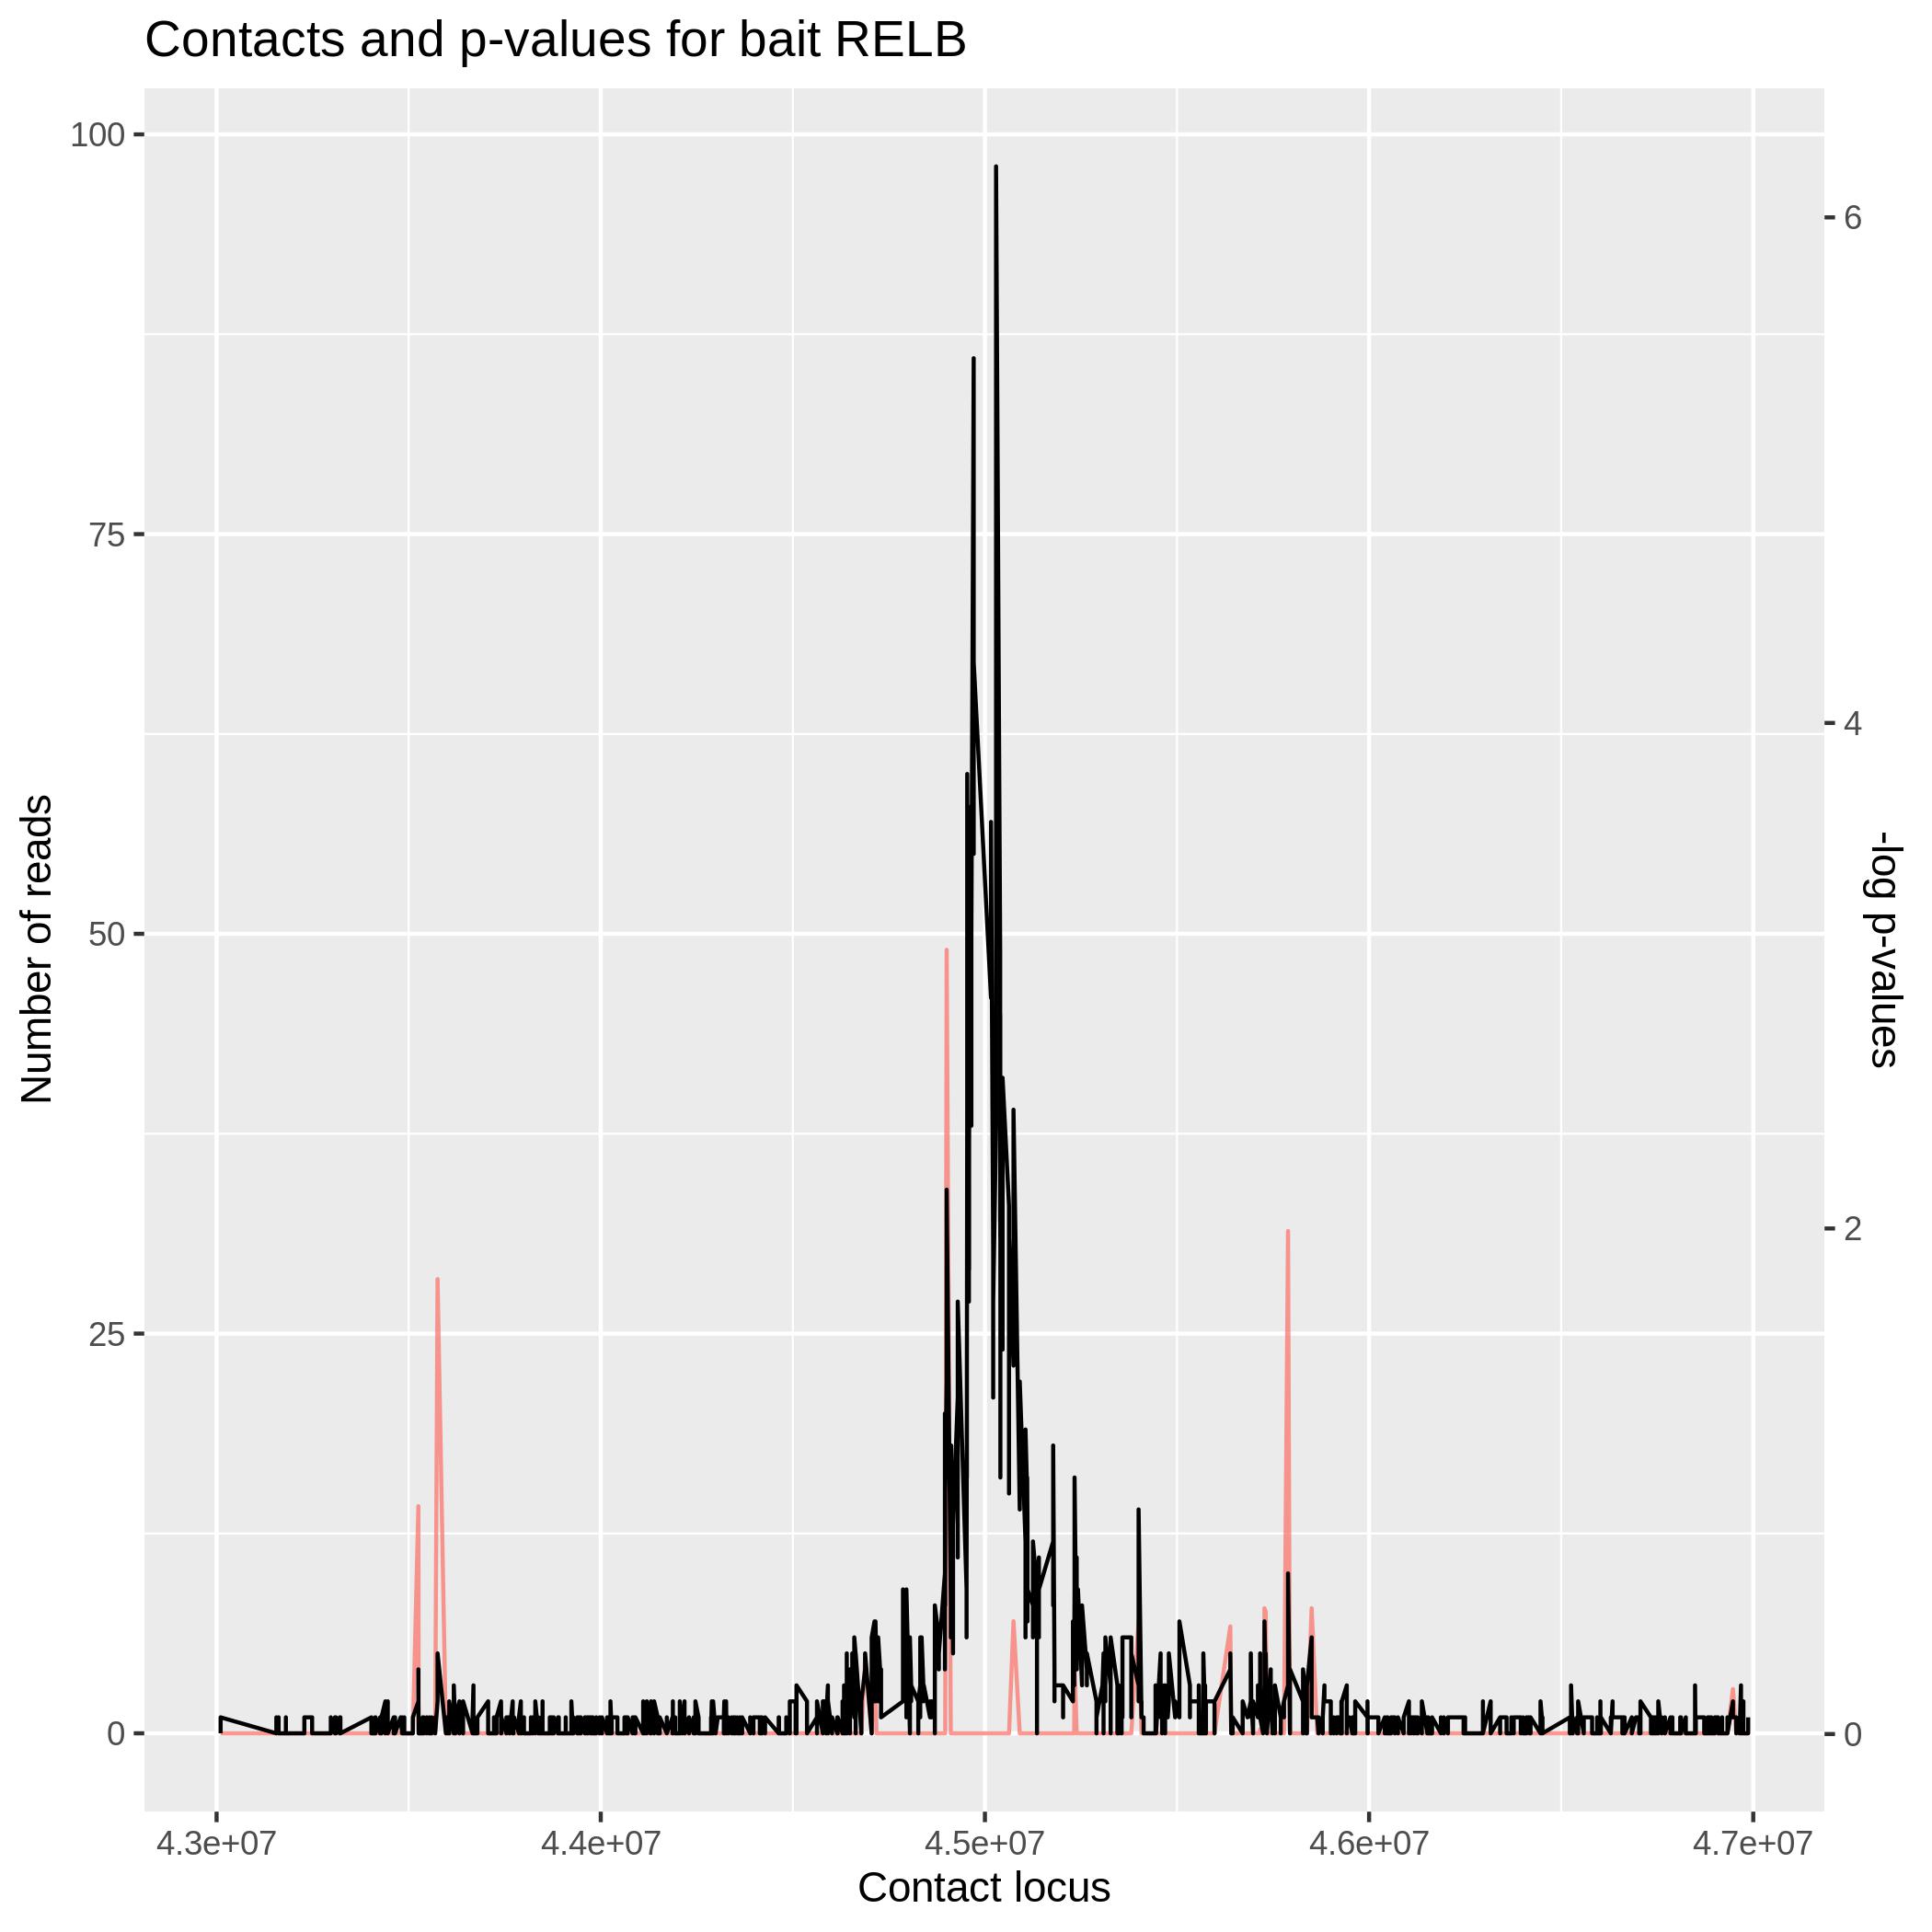 Contacts and p-values for bait RELB
100
75
50
25
0
Number of reads
6
4
2
0
-log p-values
4.3e+07
4.4e+07
4.5e+07
4.6e+07
4.7e+07
Contact locus